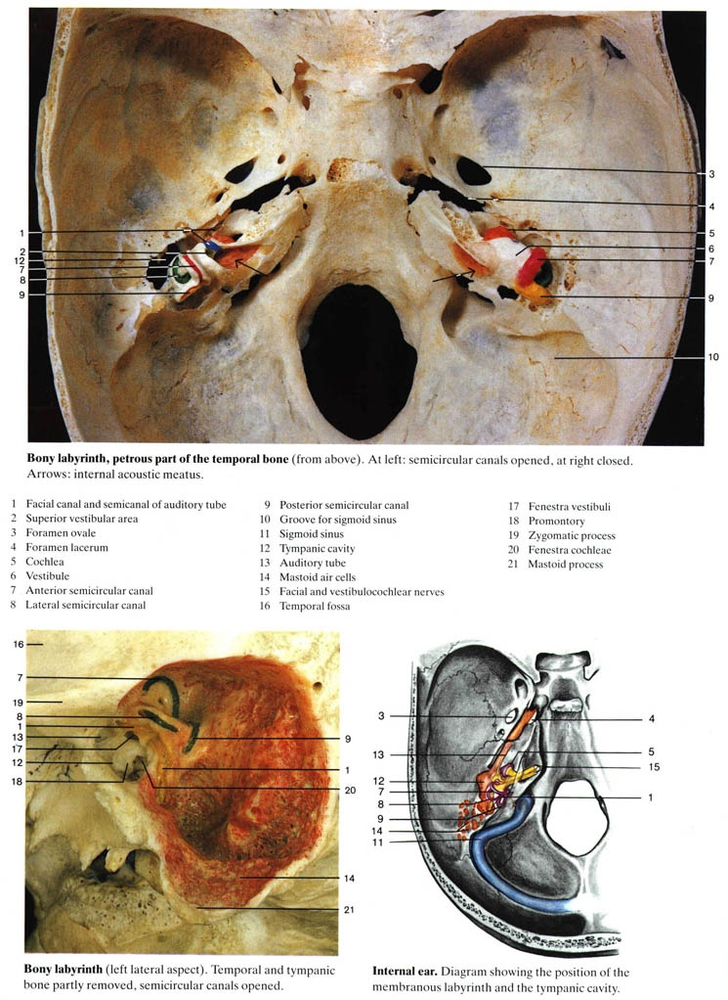 1
2
12
7
8
9
3
4
5
6
7
9
10
Bony labyrinth, petrous part of the temporal bone (from above). At left: semicircular canals opened, at right closed.
Arrows: internal acoustic meatus.
1 Facial canal and semicanal of auditory tube
2 Superior vestibular area
3 Foramen ovale
4 Foramen lacerum
5 Cochlea
6 Vestibule
7 Anterior semicircular canal
8 Lateral semicircular canal
9 Posterior semicircular canal
10 Groove for sigmoid sinus
11 Sigmoid sinus
12 Tympanic cavity
13 Auditory tube
14 Mastoid air cells
15 Facial and vestibulocochlear nerves
16 Temporal fossa
17 Fenestra vestibuli
18 Promontory
19 Zygomatic process
20 Fenestra cochleae
21 Mastoid process
16
7
19
8
1
13
17
12
18
9
1
20
14
21
Bony labyrinth (left lateral aspect). Temporal and tympanic
bone partly removed, semicircular canals opened.
3
13
12
7
8
9
14
11
4
5
15
1
Internal ear. Diagram showing the position of the
membranous labyrinth and the tympanic cavity.